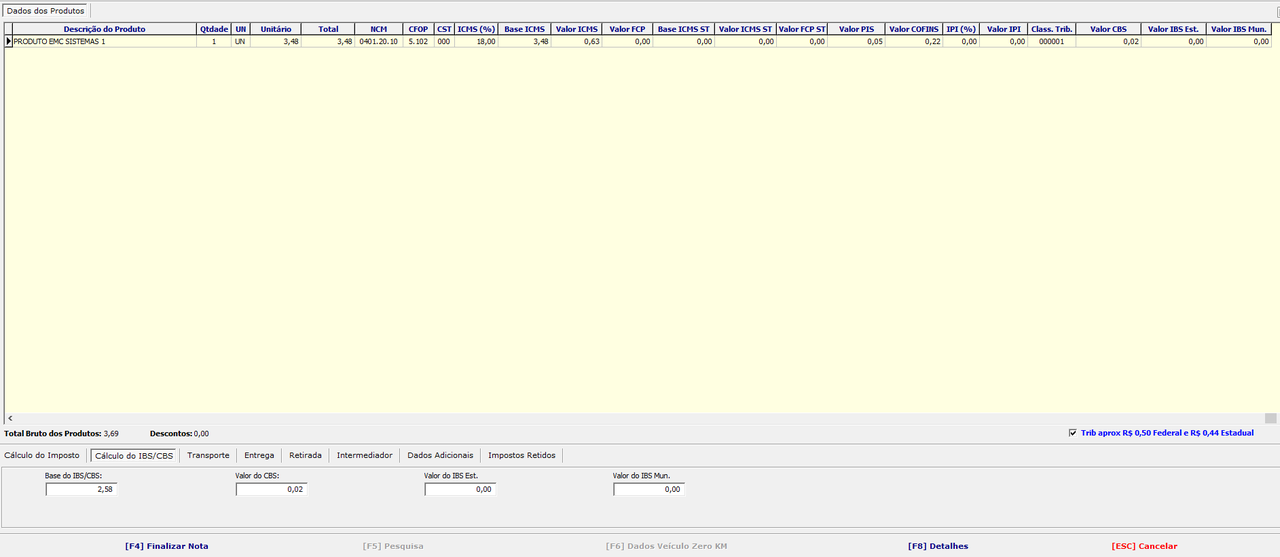 Dados dos Produtos
Descrição do Produto Qtdade UN Unitário Total NCM CFOP CST ICMS (%) Base ICMS Valor ICMS Valor FCP Base ICMS ST Valor ICMS ST Valor FCP ST Valor PIS Valor COFINS IPI (%) Valor IPI Class. Trib. Valor CBS Valor IBS Est. Valor IBS Mun.
PRODUTO EMC SISTEMAS 1 1 UN 3,48 3,48 0401.20.10 5.102 000 18,00 3,48 0,63 0,00 0,00 0,00 0,00 0,05 0,22 0,00 0,00 000001 0,02 0,00 0,00
Total Bruto dos Produtos: 3,69 Descontos: 0,00 Trib aprox R$ 0,50 Federal e R$ 0,44 Estadual
Cálculo do Imposto Cálculo do IBS/CBS Transporte Entrega Retirada Intermediador Dados Adicionais Impostos Retidos
Base do IBS/CBS: Valor do CBS: Valor do IBS Est. Valor do IBS Mun.
2,58 0,02 0,00 0,00
[F4] Finalizar Nota [F5] Pesquisa [F6] Dados Veículo Zero KM [F8] Detalhes [ESC] Cancelar